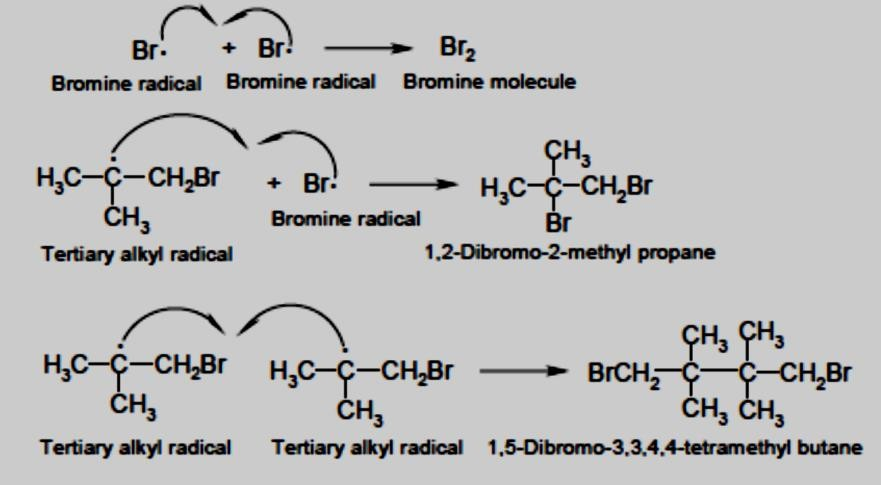 Br· + Br· → Br₂
Bromine radical Bromine radical Bromine molecule
CH₃
H₃C–C–CH₂Br + Br· → H₃C–C–CH₂Br
CH₃ Bromine radical Br
Tertiary alkyl radical 1,2-Dibromo-2-methyl propane
CH₃ CH₃
H₃C–C–CH₂Br H₃C–C–CH₂Br → BrCH₂–C–C–CH₂Br
CH₃ CH₃ CH₃ CH₃
Tertiary alkyl radical Tertiary alkyl radical 1,5-Dibromo-3,3,4,4-tetramethyl butane